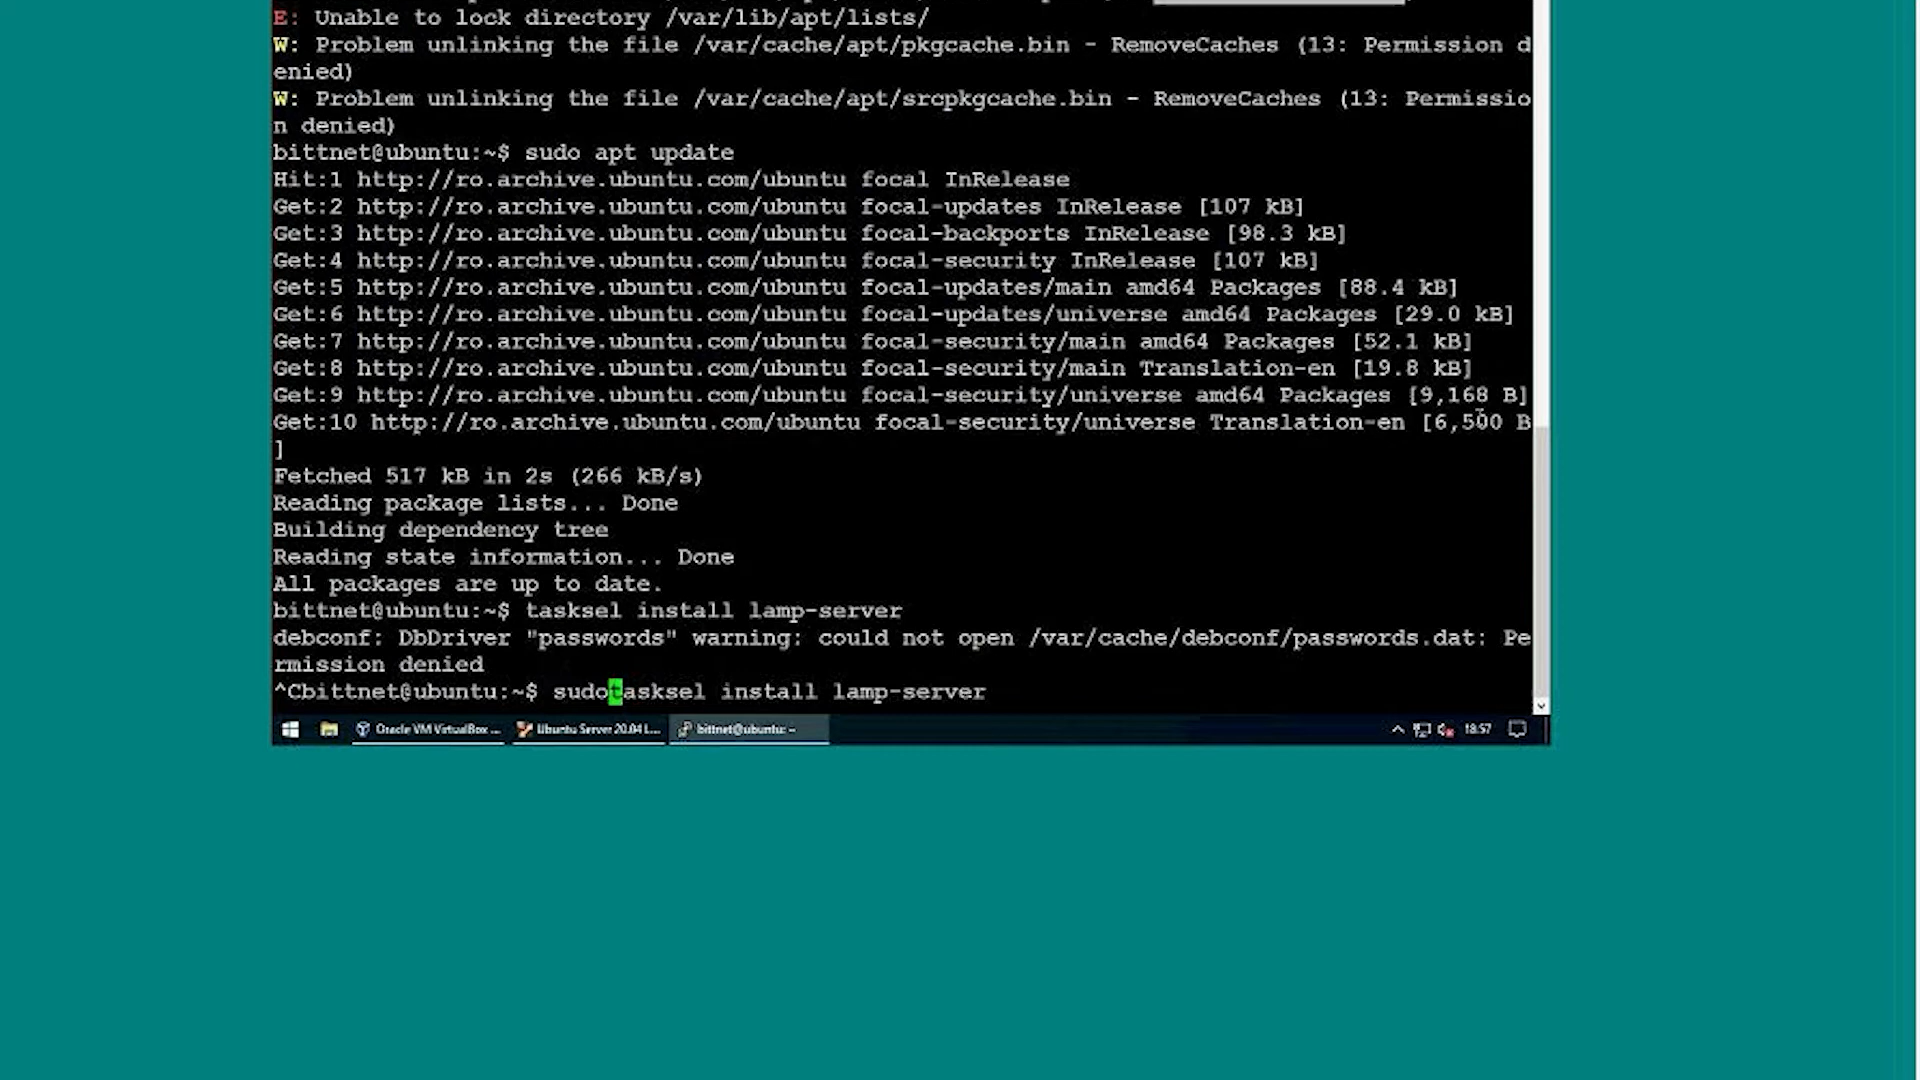 E: Unable to lock directory /var/lib/apt/lists/
W: Problem unlinking the file /var/cache/apt/pkgcache.bin - RemoveCaches (13: Permission d
enied)
W: Problem unlinking the file /var/cache/apt/srcpkgcache.bin - RemoveCaches (13: Permissio
n denied)
bittnet@ubuntu:~$ sudo apt update
Hit:1 http://ro.archive.ubuntu.com/ubuntu focal InRelease
Get:2 http://ro.archive.ubuntu.com/ubuntu focal-updates InRelease [107 kB]
Get:3 http://ro.archive.ubuntu.com/ubuntu focal-backports InRelease [98.3 kB]
Get:4 http://ro.archive.ubuntu.com/ubuntu focal-security InRelease [107 kB]
Get:5 http://ro.archive.ubuntu.com/ubuntu focal-updates/main amd64 Packages [88.4 kB]
Get:6 http://ro.archive.ubuntu.com/ubuntu focal-updates/universe amd64 Packages [29.0 kB]
Get:7 http://ro.archive.ubuntu.com/ubuntu focal-security/main amd64 Packages [52.1 kB]
Get:8 http://ro.archive.ubuntu.com/ubuntu focal-security/main Translation-en [19.8 kB]
Get:9 http://ro.archive.ubuntu.com/ubuntu focal-security/universe amd64 Packages [9,168 B]
Get:10 http://ro.archive.ubuntu.com/ubuntu focal-security/universe Translation-en [6,500 B
]
Fetched 517 kB in 2s (266 kB/s)
Reading package lists... Done
Building dependency tree
Reading state information... Done
All packages are up to date.
bittnet@ubuntu:~$ tasksel install lamp-server
debconf: DbDriver "passwords" warning: could not open /var/cache/debconf/passwords.dat: Pe
rmission denied
^Cbittnet@ubuntu:~$ sudotasksel install lamp-server
Oracle VM VirtualBox ... Ubuntu Server 20.04 L... bittnet@ubuntu: ~ 18:57